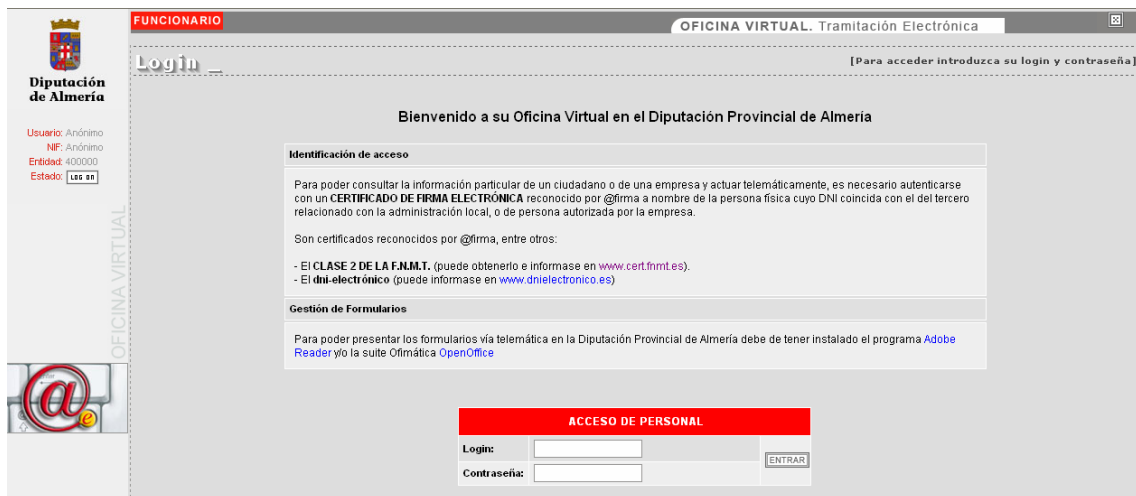 FUNCIONARIO
OFICINA VIRTUAL. Tramitación Electrónica
Login _
[Para acceder introduzca su login y contraseña]
Diputación
de Almería
Usuario: Anónimo
NIF: Anónimo
Entidad: 400000
Estado: LOG ON
OFICINA VIRTUAL
Bienvenido a su Oficina Virtual en el Diputación Provincial de Almería
Identificación de acceso
Para poder consultar la información particular de un ciudadano o de una empresa y actuar telemáticamente, es necesario autenticarse
con un CERTIFICADO DE FIRMA ELECTRÓNICA reconocido por @firma a nombre de la persona física cuyo DNI coincida con el del tercero
relacionado con la administración local, o de persona autorizada por la empresa.
Son certificados reconocidos por @firma, entre otros:
- El CLASE 2 DE LA F.N.M.T. (puede obtenerlo e informase en www.cert.fnmt.es).
- El dni-electrónico (puede informase en www.dnielectronico.es)
Gestión de Formularios
Para poder presentar los formularios vía telemática en la Diputación Provincial de Almería debe de tener instalado el programa Adobe
Reader y/o la suite Ofimática OpenOffice
@
e
ACCESO DE PERSONAL
Login:
ENTRAR
Contraseña: